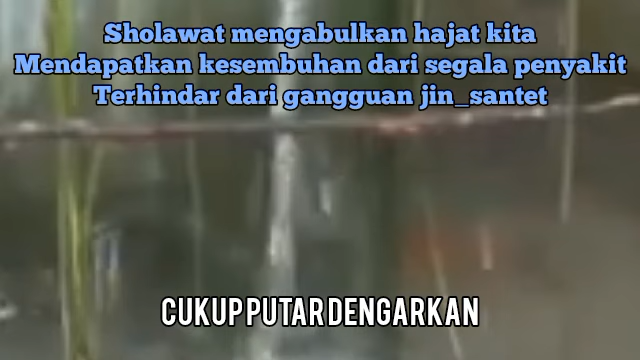 Sholawat mengabulkan hajat kita
Mendapatkan kesembuhan dari segala penyakit
Terhindar dari gangguan jin_santet
CUKUP PUTAR DENGARKAN